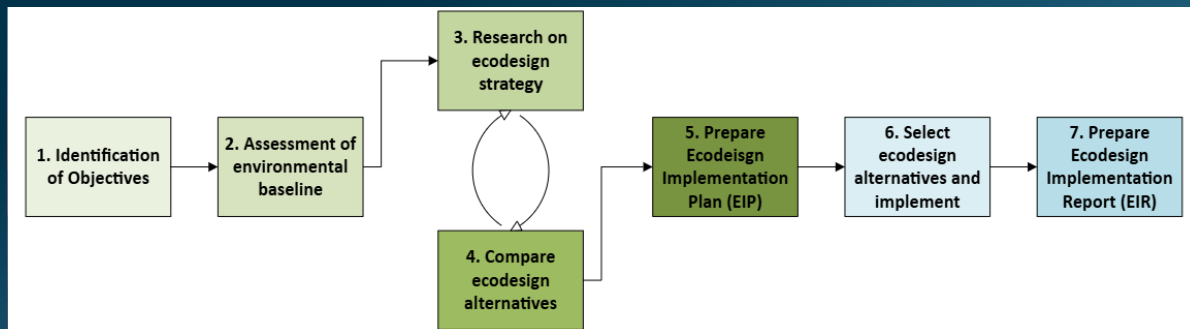 1. Identification
of Objectives
2. Assessment of
environmental
baseline
3. Research on
ecodesign
strategy
4. Compare
ecodesign
alternatives
5. Prepare
Ecodeisgn
Implementation
Plan (EIP)
6. Select
ecodesign
alternatives and
implement
7. Prepare
Ecodesign
Implementation
Report (EIR)